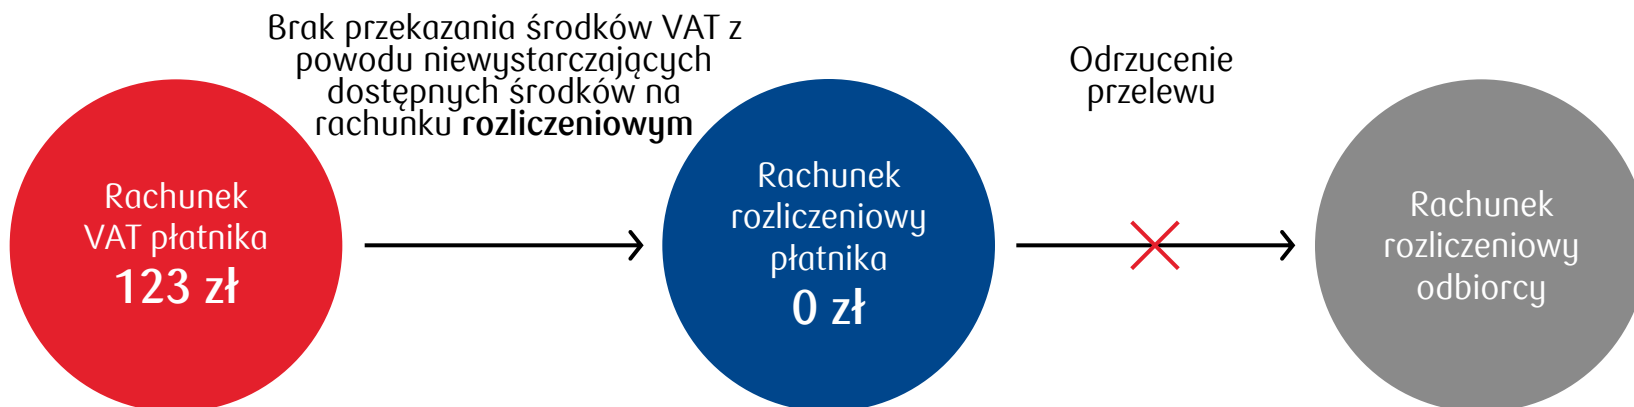 Brak przekazania środków VAT z
powodu niewystarczających
dostępnych środków na
rachunku rozliczeniowym
Odrzucenie
przelewu
Rachunek
VAT płatnika
123 zł
Rachunek
rozliczeniowy
płatnika
0 zł
Rachunek
rozliczeniowy
odbiorcy